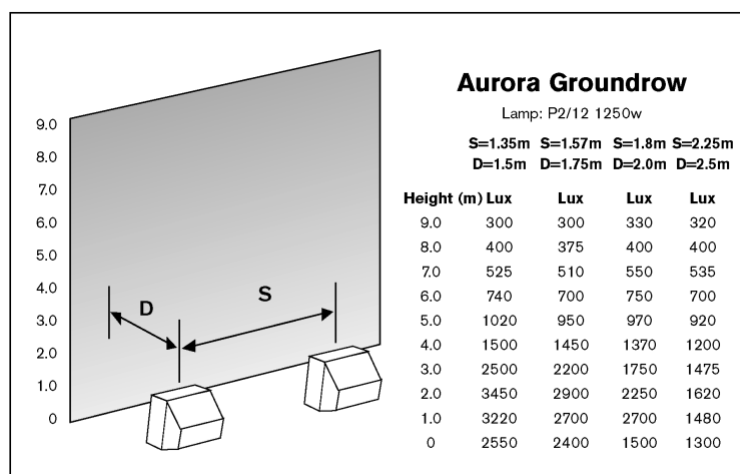 9.0
8.0
7.0
6.0
5.0
4.0
3.0
2.0
1.0
0
D
S
Aurora Groundrow
Lamp: P2/12 1250w
S=1.35m S=1.57m S=1.8m S=2.25m
D=1.5m D=1.75m D=2.0m D=2.5m
Height (m) Lux Lux Lux Lux
9.0 300 300 330 320
8.0 400 375 400 400
7.0 525 510 550 535
6.0 740 700 750 700
5.0 1020 950 970 920
4.0 1500 1450 1370 1200
3.0 2500 2200 1750 1475
2.0 3450 2900 2250 1620
1.0 3220 2700 2700 1480
0 2550 2400 1500 1300